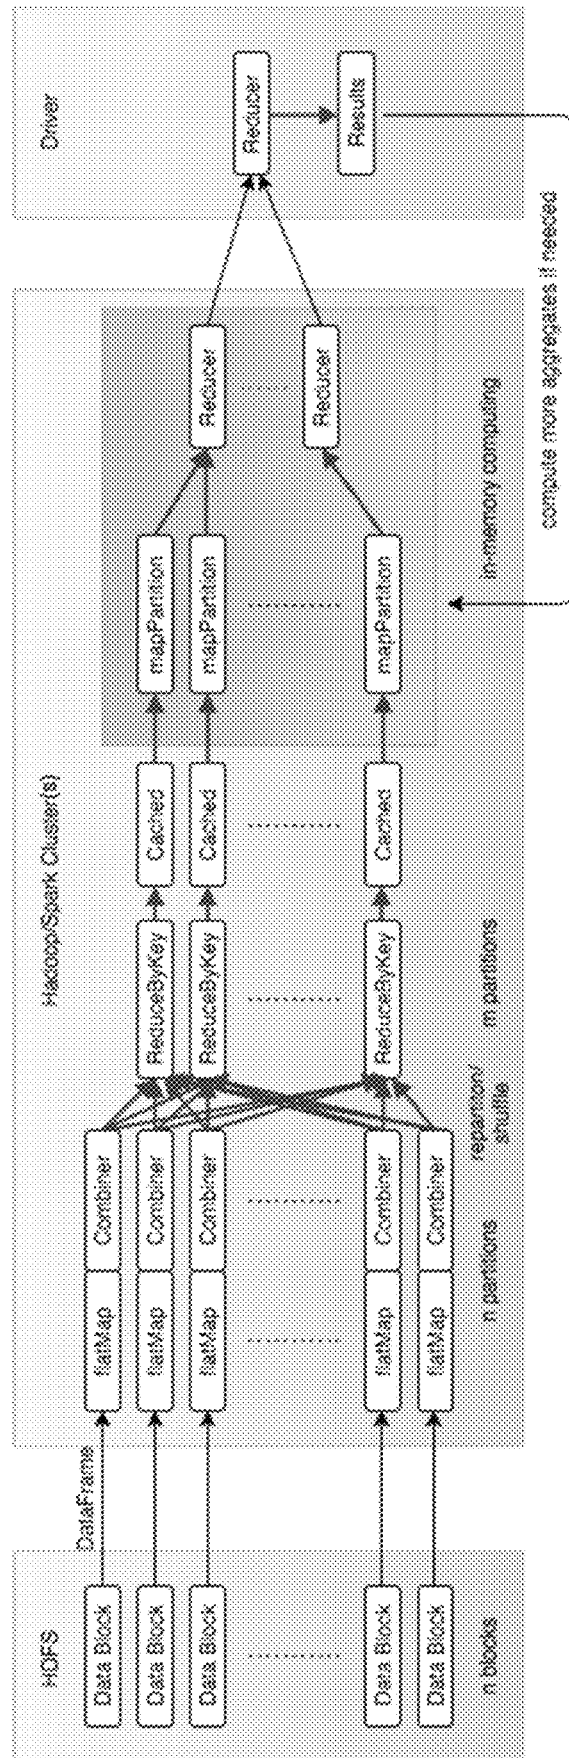 HDFS
Data Block
Data Block
Data Block
Data Block
Data Block
n blocks
DataFrame
Hadoop/Spark Cluster(s)
flatMap
Combiner
flatMap
Combiner
flatMap
Combiner
flatMap
Combiner
flatMap
Combiner
n partitions
repartition/
shuffle
ReduceByKey
ReduceByKey
ReduceByKey
m partitions
Cached
Cached
Cached
mapPartition
mapPartition
mapPartition
Reducer
Reducer
in-memory computing
Driver
Reducer
Results
compute more aggregates if needed